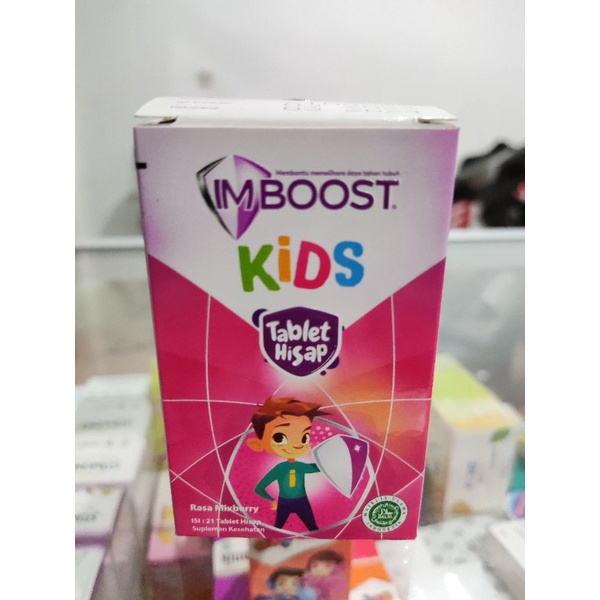 Membantu memelihara daya tahan tubuh
IMBOOST®
KiDS
Tablet
Hisap
i
Rasa Mixberry
ISI : 21 Tablet Hisap
Suplemen Kesehatan